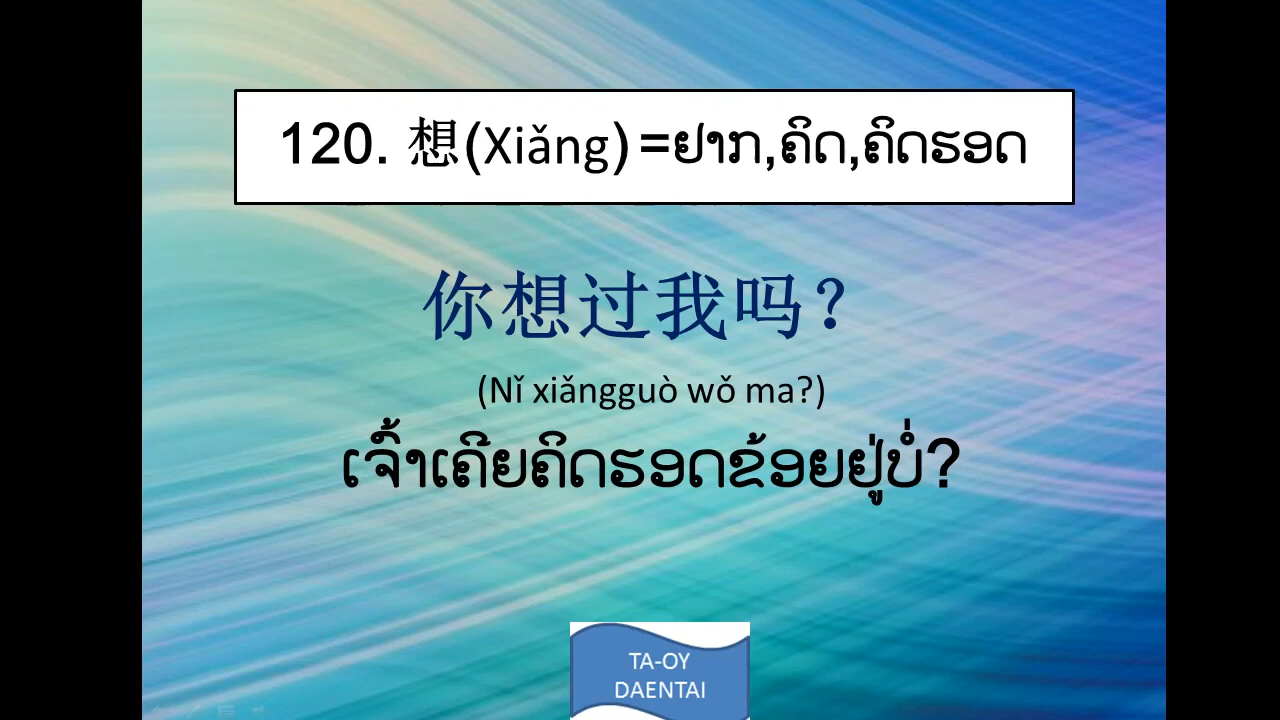 120. 想(Xiǎng)=ຢາກ,ຄິດ,ຄິດຮອດ
你想过我吗?
(Nǐ xiǎngguò wǒ ma?)
ເຈົ້າເຄີຍຄິດຮອດຂ້ອຍຢູ່ບໍ່?
TA-OY
DAENTAI